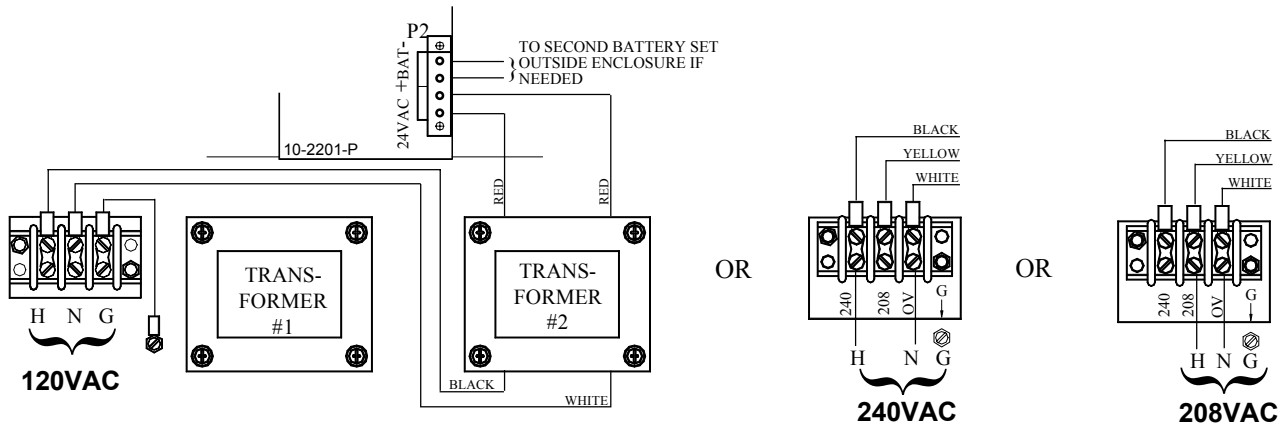 P2
24VAC +BAT-
TO SECOND BATTERY SET
OUTSIDE ENCLOSURE IF
NEEDED
10-2201-P
RED
RED
BLACK
YELLOW
WHITE
BLACK
YELLOW
WHITE
TRANS-
FORMER
#1
TRANS-
FORMER
#2
OR
OR
240
208
OV
G
240
208
OV
G
H N G
H N G
H N G
120VAC
BLACK
WHITE
240VAC
208VAC